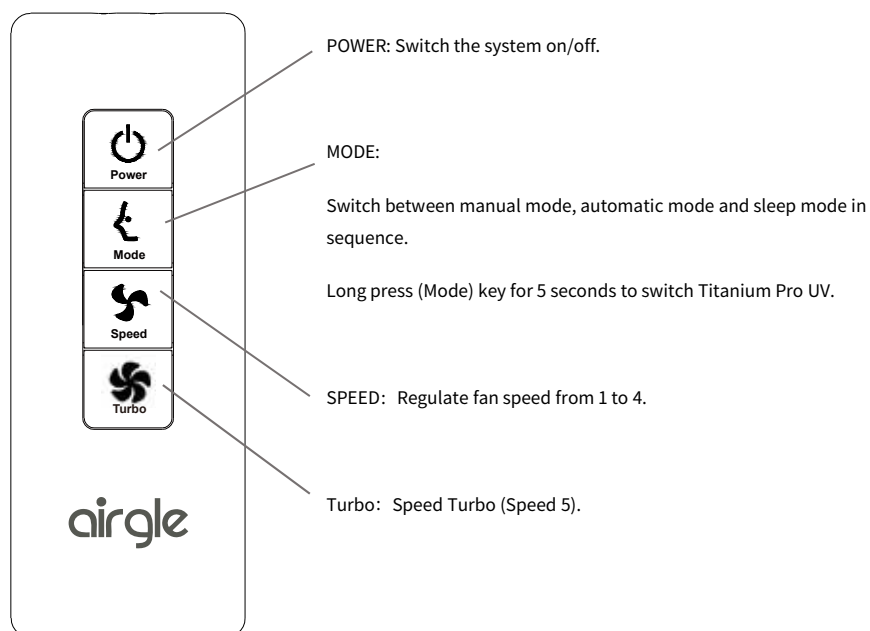 POWER: Switch the system on/off.
Power
MODE:
Switch between manual mode, automatic mode and sleep mode in
sequence.
Mode
Long press (Mode) key for 5 seconds to switch Titanium Pro UV.
Speed
SPEED: Regulate fan speed from 1 to 4.
Turbo
Turbo: Speed Turbo (Speed 5).
airgle